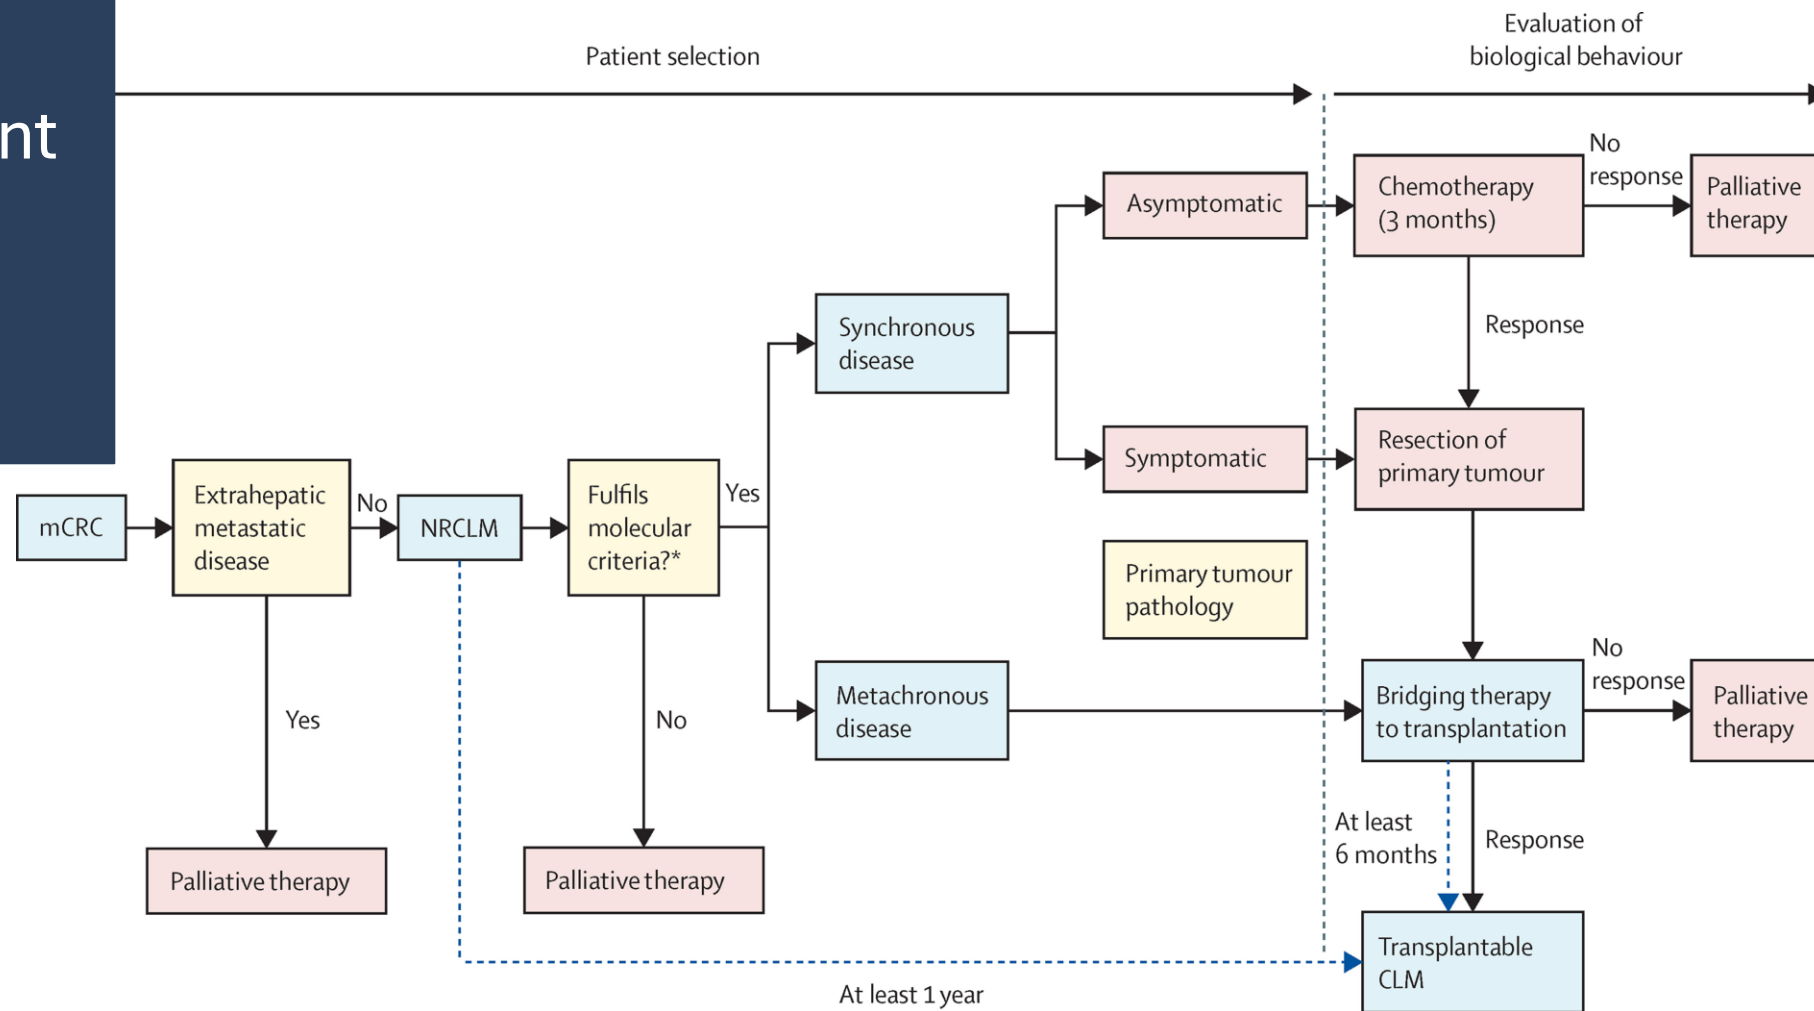 nt
Patient selection
Evaluation of
biological behaviour
mCRC
Extrahepatic
metastatic
disease
No
Yes
Palliative therapy
NRCLM
Fulfils
molecular
criteria?*
Yes
No
Palliative therapy
Synchronous
disease
Metachronous
disease
Asymptomatic
Symptomatic
Primary tumour
pathology
Chemotherapy
(3 months)
No
response
Palliative
therapy
Response
Resection of
primary tumour
Bridging therapy
to transplantation
No
response
Palliative
therapy
At least
6 months
Response
Transplantable
CLM
At least 1 year